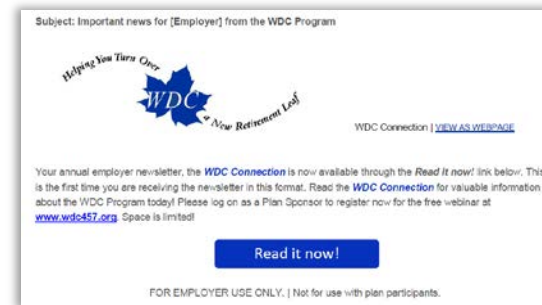 Subject: Important news for [Employer] from the WDC Program
Helping You Turn Over
WDC
a New Retirement Leaf
WDC Connection | VIEW AS WEBPAGE
Your annual employer newsletter, the WDC Connection is now available through the Read it now! link below. This
is the first time you are receiving the newsletter in this format. Read the WDC Connection for valuable information
about the WDC Program today! Please log on as a Plan Sponsor to register now for the free webinar at
www.wdc457.org. Space is limited!
Read it now!
FOR EMPLOYER USE ONLY. | Not for use with plan participants.